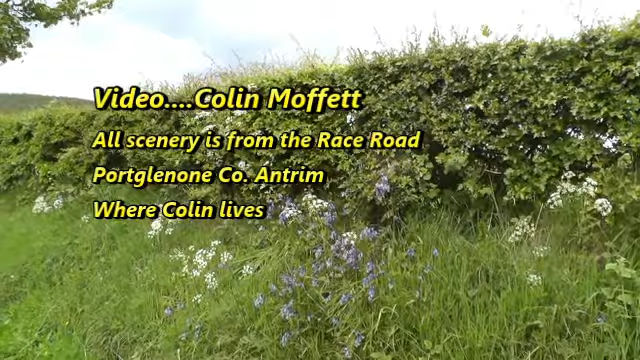 Video....Colin Moffett
All scenery is from the Race Road
Portglenone Co. Antrim
Where Colin lives